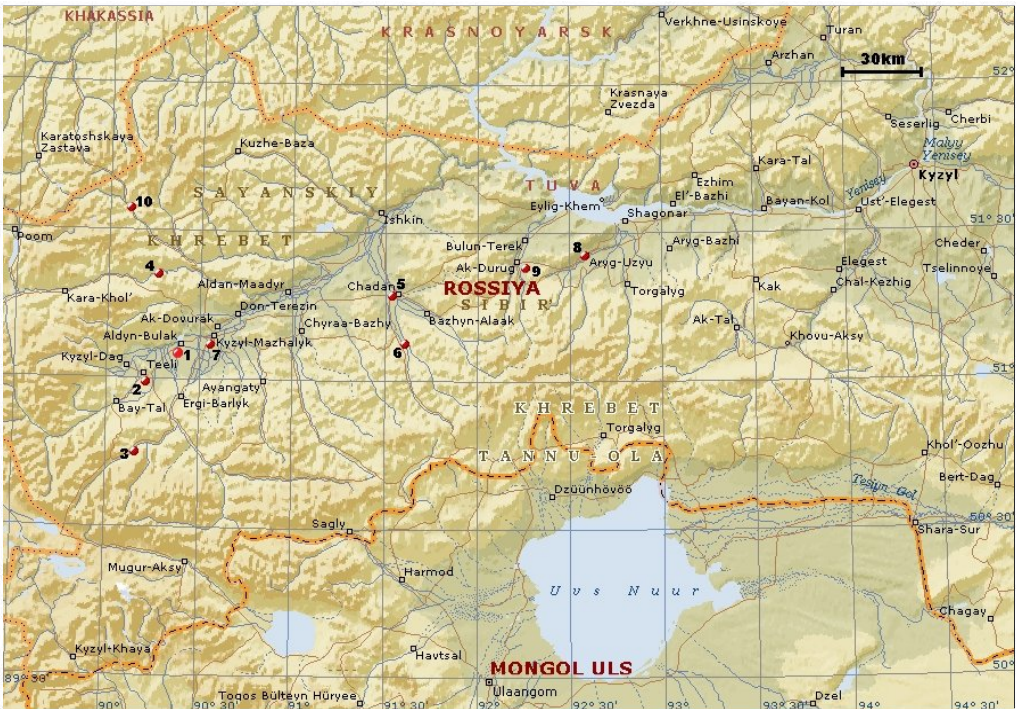 KHAKASSIA
KRASNOYARSK
Verkhne-Usinskoye
Turan
Arzhan
30km
52°
Krasnaya
Zvezda
Seserlig
Cherbi
Karatoshskaya
Zastava
Kuzhe-Baza
Malyy
Yenisey
Kara-Tal
Kyzyl
SAYANSKIY
TUVA
Ezhim
Yenisey
10
Eylig-Khem
El'-Bazhi
Bayan-Kol
Ust'-Elegest
Ishkin
Shagonar
51° 30'
Poom
KHREBET
Bulun-Terek
8
Aryg-Bazhi
Cheder
4
Ak-Durug
9
Aryg-Uzyu
Elegest
Tselinnoye
Aldan-Maadyr
Chadan
5
ROSSIYA
Torgalyg
Kak
Chal-Kezhig
Kara-Khol'
Don-Terezin
SIBIR'
Ak-Dovurak
Chyraa-Bazhy
Bazhyn-Alaak
Ak-Tal
Khovu-Aksy
Aldyn-Bulak
Kyzyl-Mazhalyk
Kyzyl-Dag
1
7
6
Teeli
51°
2
Ayangaty
Bay-Tal
Ergi-Barlyk
KHREBET
Torgalyg
3
TANNU-OLA
Khol'-Oozhu
Bert-Dag
Tesiyn Gol
Dzüünhövöö
50° 30'
Sagly
Shara-Sur
Mugur-Aksy
Harmod
Uvs Nuur
Chagay
Kyzyl-Khaya
Havtsal
50°
89° 30'
MONGOL ULS
Ulaangom
Togos Bülteyn Hüryee
Dzel
90°
90° 30'
91°
91° 30'
92°
92° 30'
93°
93° 30'
94°
94° 30'